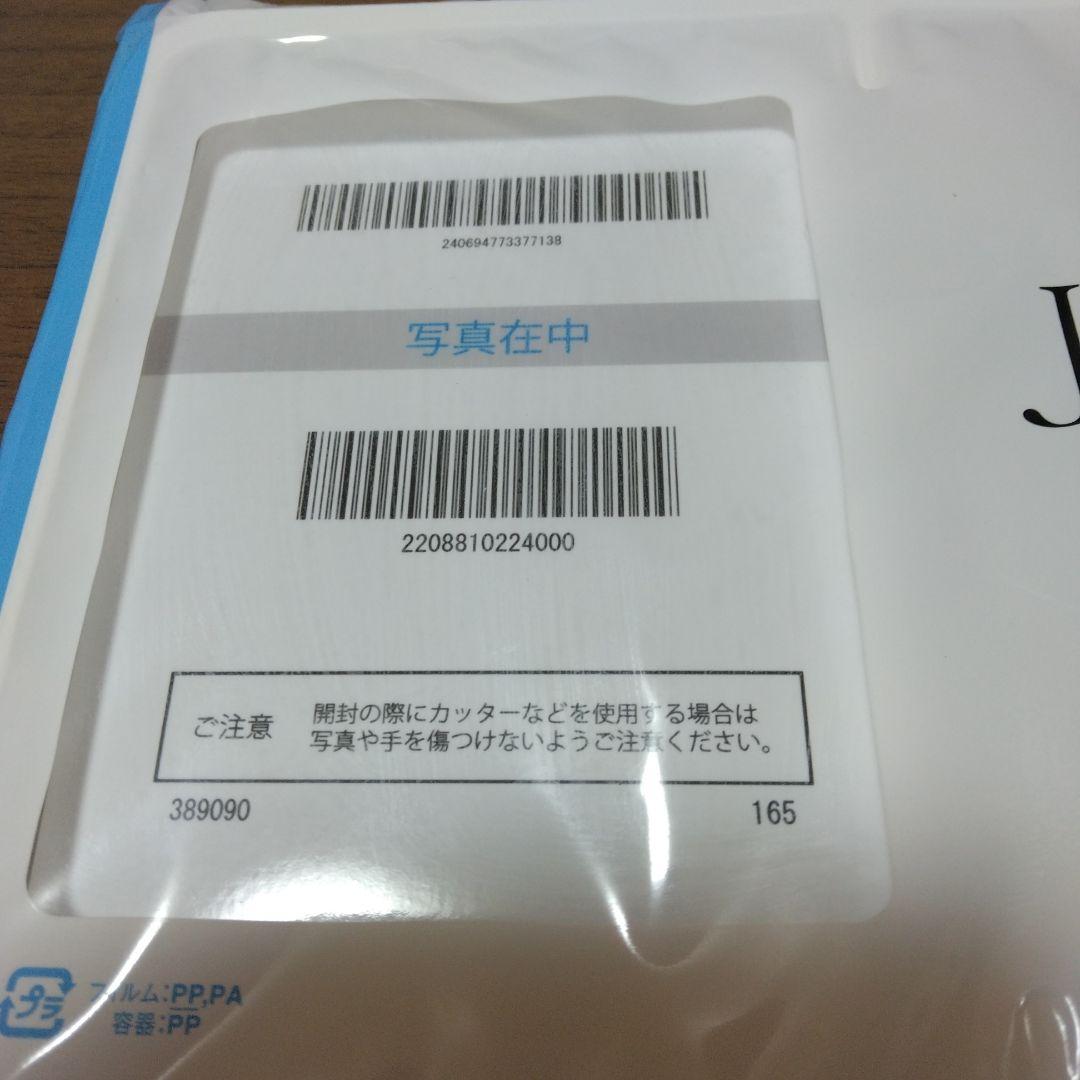 240694773377138
写真在中
J
2208810224000
ご注意
開封の際にカッターなどを使用する場合は
写真や手を傷つけないようご注意ください。
389090
165
プラ
フィルム:PP,PA
容器:PP